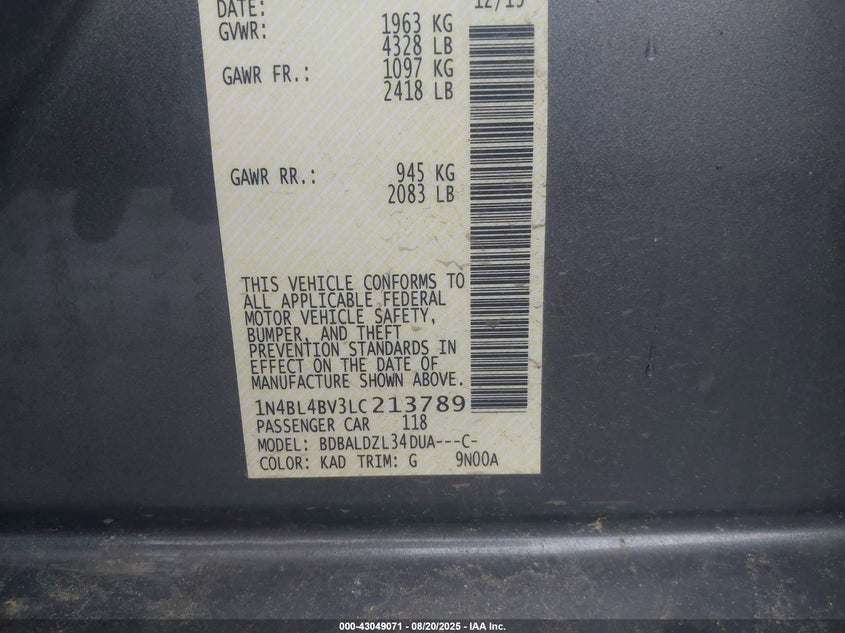 DATE: 12/19
GVWR: 1963 KG
4328 LB
GAWR FR.: 1097 KG
2418 LB
GAWR RR.: 945 KG
2083 LB
THIS VEHICLE CONFORMS TO
ALL APPLICABLE FEDERAL
MOTOR VEHICLE SAFETY,
BUMPER, AND THEFT
PREVENTION STANDARDS IN
EFFECT ON THE DATE OF
MANUFACTURE SHOWN ABOVE.
1N4BL4BV3LC213789
PASSENGER CAR 118
MODEL: BDBALDZL34DUA---C-
COLOR: KAD TRIM: G 9N00A
000-43049071 - 08/20/2025 - IAA Inc.